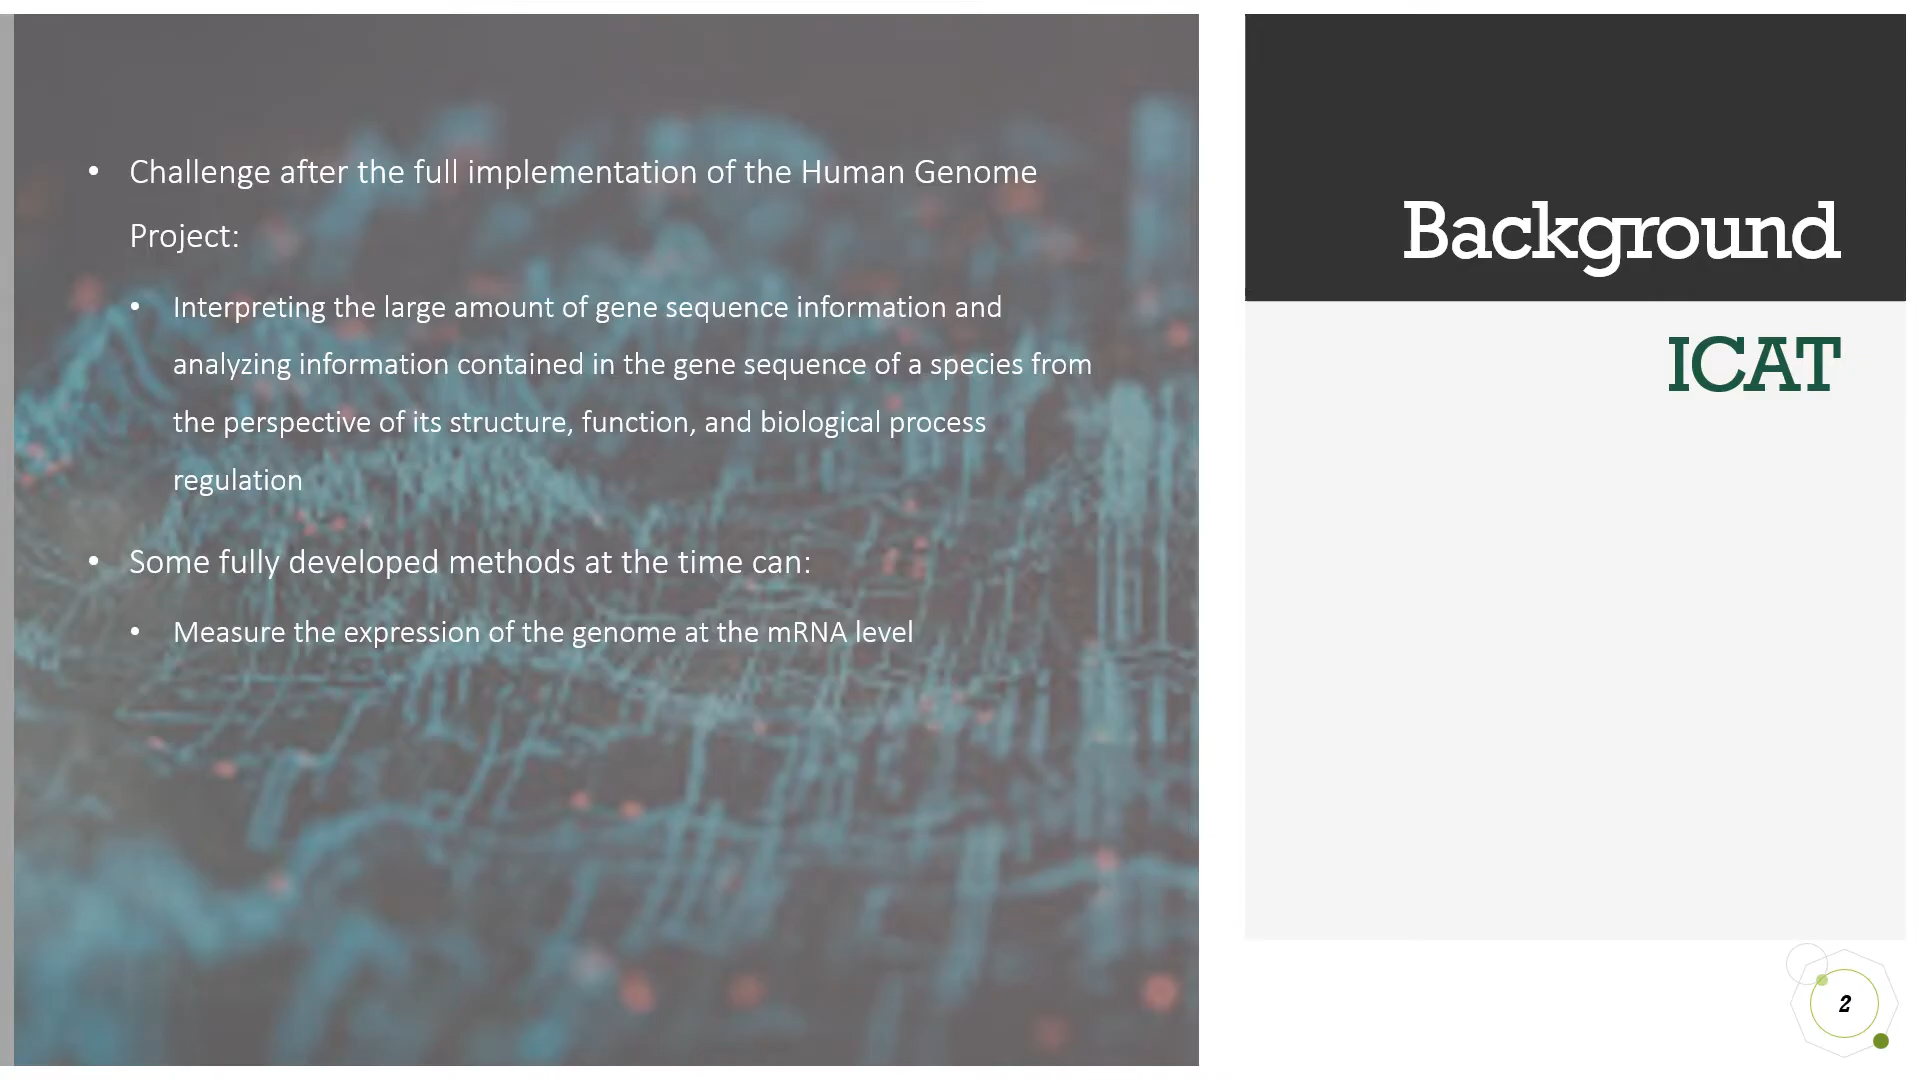 • Challenge after the full implementation of the Human Genome
Project:
• Interpreting the large amount of gene sequence information and
analyzing information contained in the gene sequence of a species from
the perspective of its structure, function, and biological process
regulation
• Some fully developed methods at the time can:
• Measure the expression of the genome at the mRNA level
Background
ICAT
2